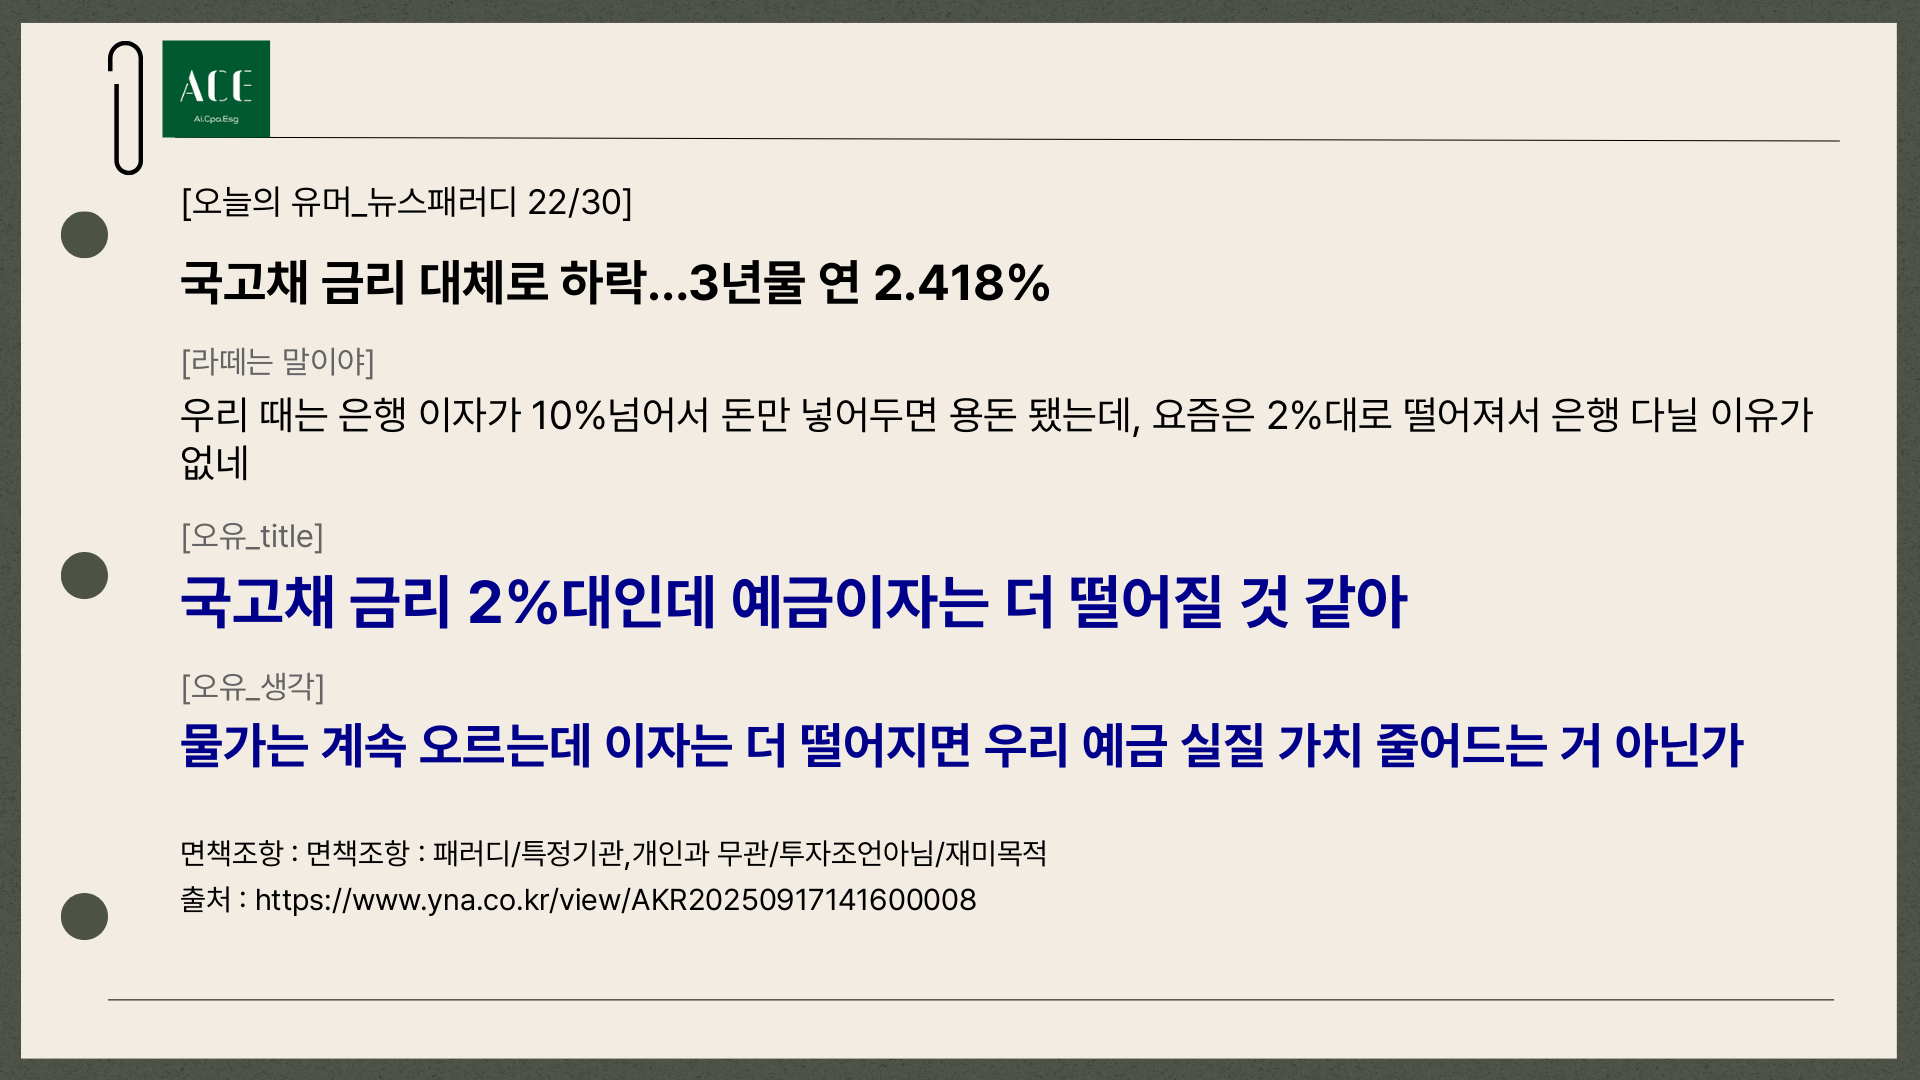 ACE
Ai.Cpa.Esg
[오늘의 유머_뉴스패러디 22/30]
국고채 금리 대체로 하락...3년물 연 2.418%
[라떼는 말이야]
우리 때는 은행 이자가 10%넘어서 돈만 넣어두면 용돈 됐는데, 요즘은 2%대로 떨어져서 은행 다닐 이유가
없네
[오유_title]
국고채 금리 2%대인데 예금이자는 더 떨어질 것 같아
[오유_생각]
물가는 계속 오르는데 이자는 더 떨어지면 우리 예금 실질 가치 줄어드는 거 아닌가
면책조항 : 면책조항 : 패러디/특정기관,개인과 무관/투자조언아님/재미목적
출처 : https://www.yna.co.kr/view/AKR20250917141600008